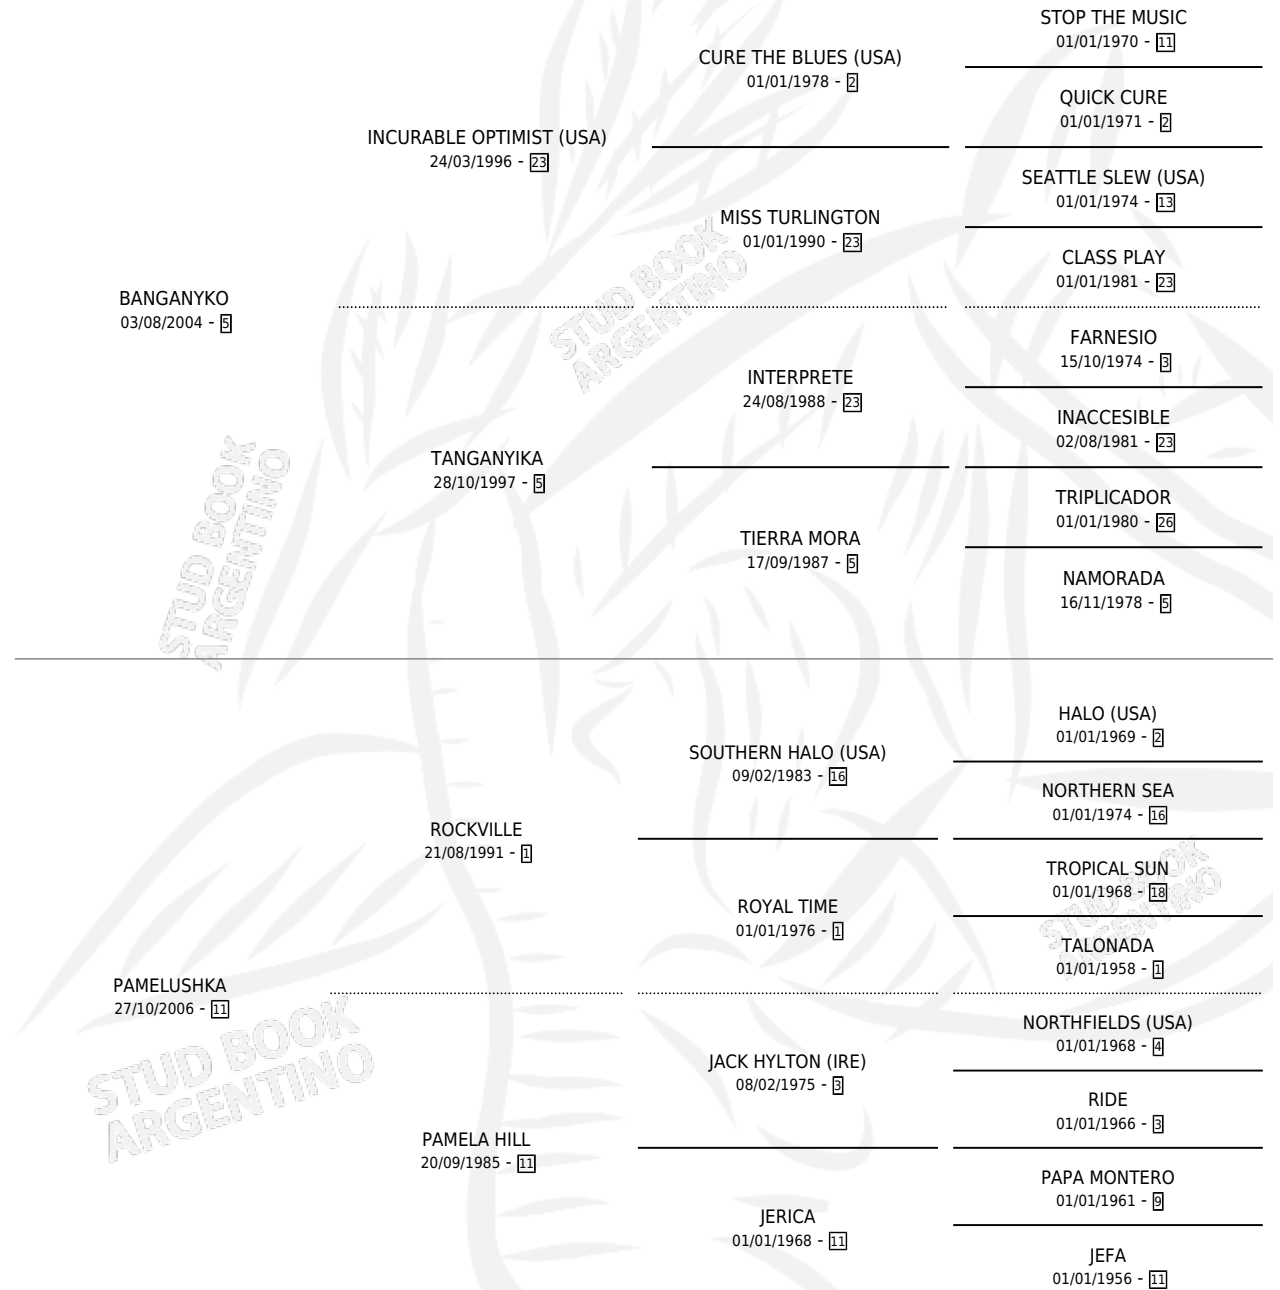 STOP THE MUSIC
01/01/1970 - 11
CURE THE BLUES (USA)
01/01/1978 - 2
QUICK CURE
01/01/1971 - 2
INCURABLE OPTIMIST (USA)
24/03/1996 - 23
SEATTLE SLEW (USA)
01/01/1974 - 13
MISS TURLINGTON
01/01/1990 - 23
CLASS PLAY
01/01/1981 - 23
BANGANYKO
03/08/2004 - 5
STUD BOOK
ARGENTINO
FARNESIO
15/10/1974 - 3
INTERPRETE
24/08/1988 - 23
INACCESIBLE
02/08/1981 - 23
TANGANYIKA
28/10/1997 - 5
TRIPLICADOR
01/01/1980 - 26
TIERRA MORA
17/09/1987 - 5
NAMORADA
16/11/1978 - 5
STUD BOOK
ARGENTINO
HALO (USA)
01/01/1969 - 2
SOUTHERN HALO (USA)
09/02/1983 - 16
NORTHERN SEA
01/01/1974 - 16
ROCKVILLE
21/08/1991 - 1
TROPICAL SUN
01/01/1968 - 18
ROYAL TIME
01/01/1976 - 1
TALONADA
01/01/1958 - 1
STUD BOOK
ARGENTINO
PAMELUSHKA
27/10/2006 - 11
NORTHFIELDS (USA)
01/01/1968 - 4
JACK HYLTON (IRE)
08/02/1975 - 3
RIDE
01/01/1966 - 3
STUD BOOK
ARGENTINO
PAMELA HILL
20/09/1985 - 11
PAPA MONTERO
01/01/1961 - 9
JERICA
01/01/1968 - 11
JEFA
01/01/1956 - 11